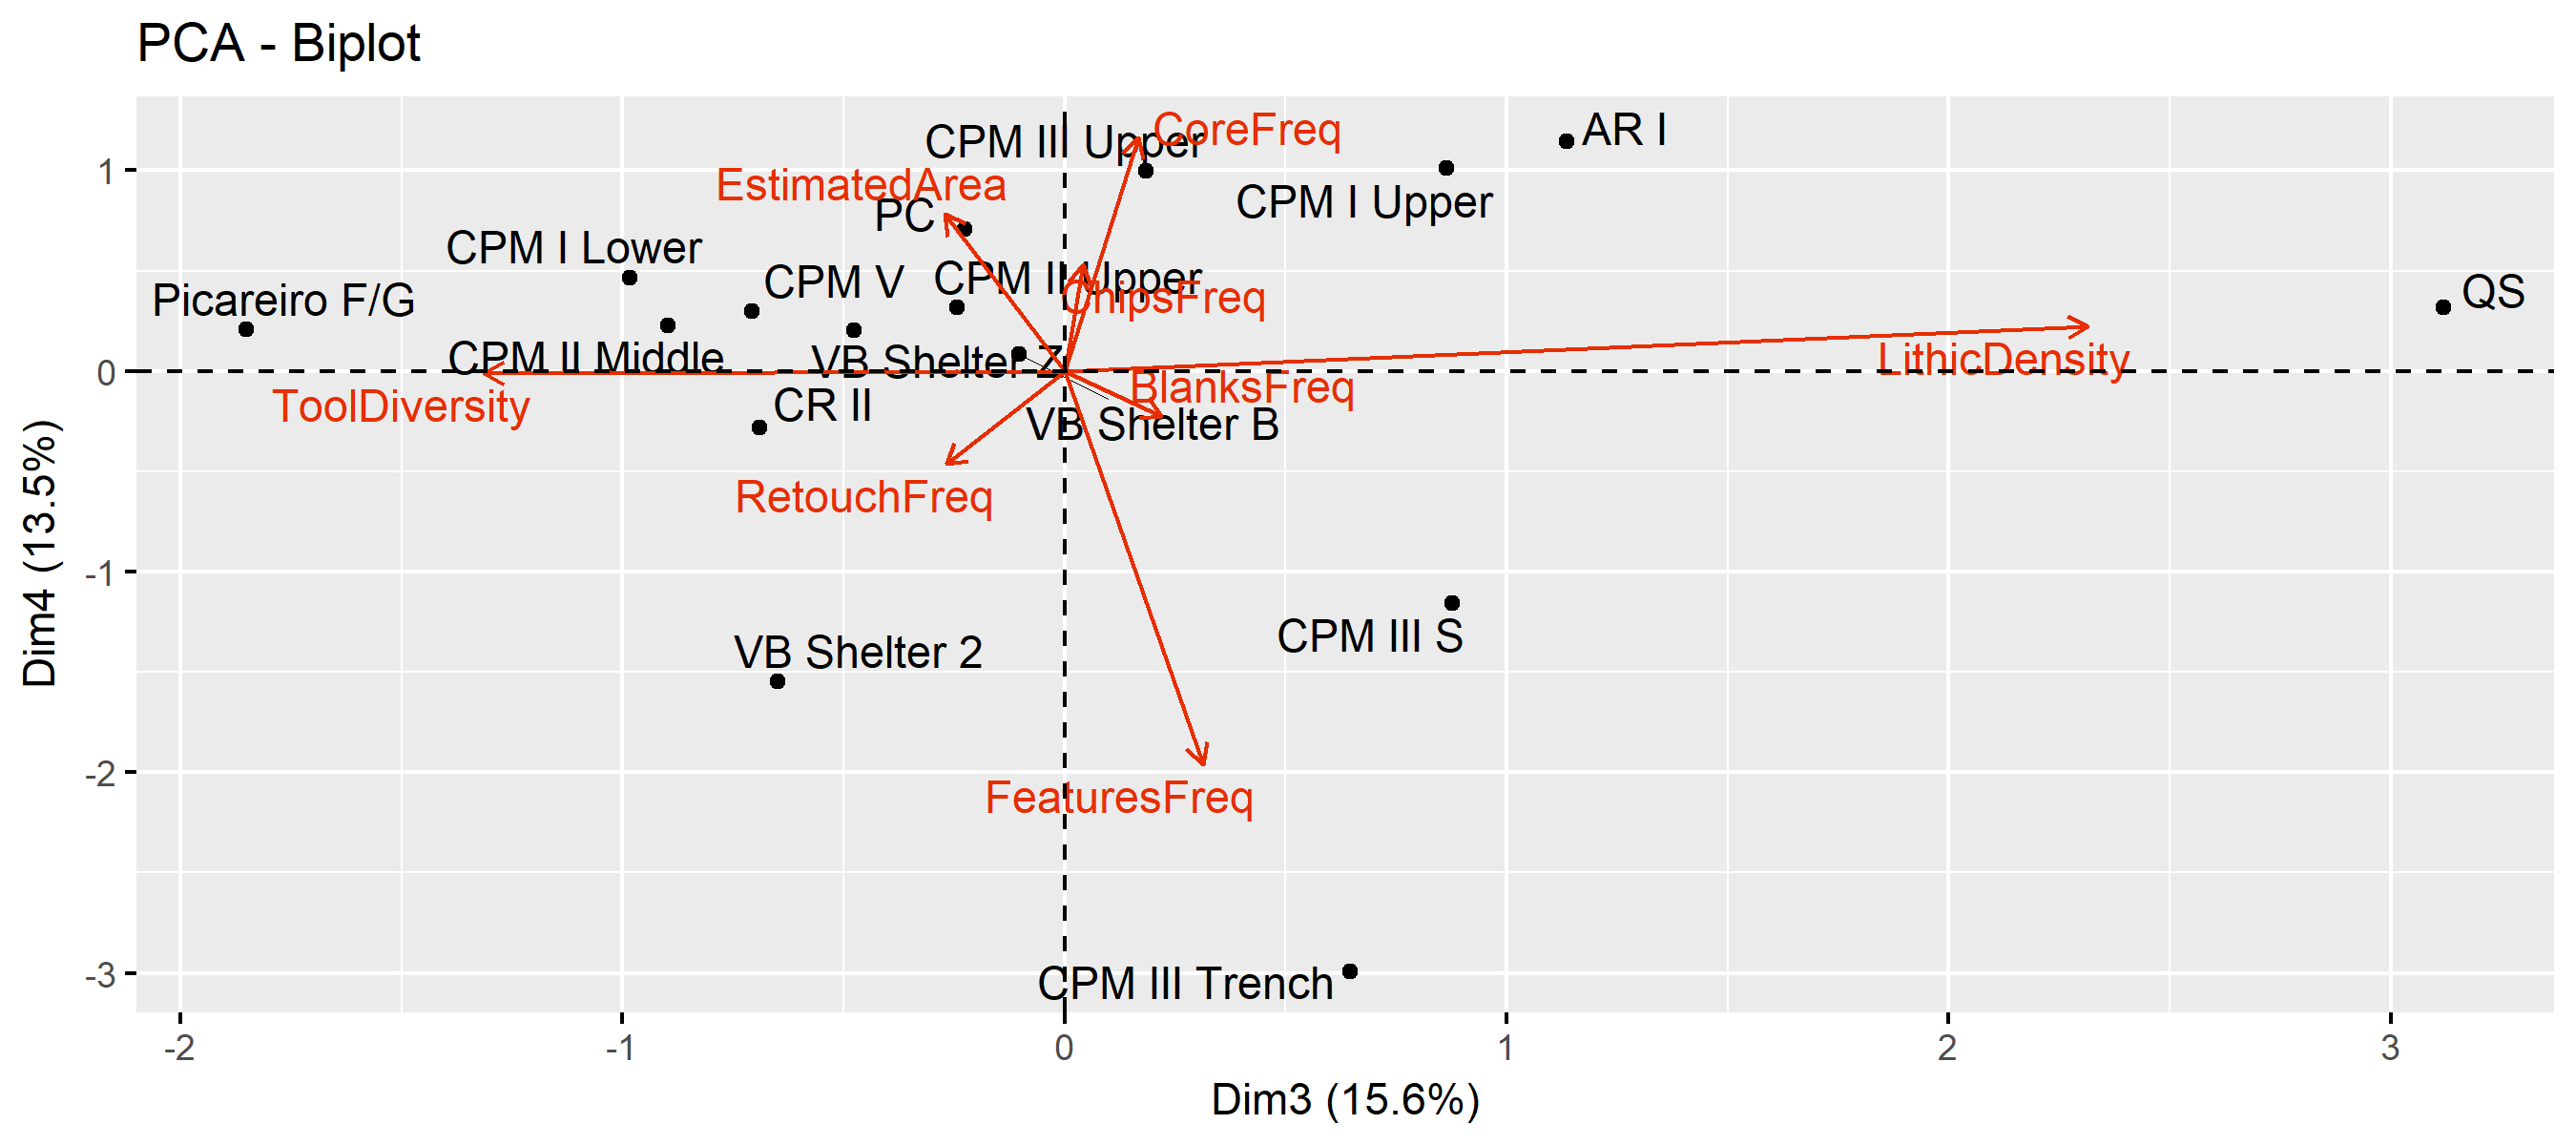 PCA - Biplot
CPM III Upper
CoreFreq
AR I
EstimatedArea
CPM I Upper
PC
CPM I Lower
CPM V
CPM II Upper
ChipsFreq
Picareiro F/G
QS
CPM II Middle
VB Shelter
LithicDensity
BlanksFreq
ToolDiversity
CR II
VB Shelter B
RetouchFreq
CPM III S
VB Shelter 2
FeaturesFreq
CPM III Trench
1
0
-1
-2
-3
Dim4 (13.5%)
-2
-1
0
1
2
3
Dim3 (15.6%)